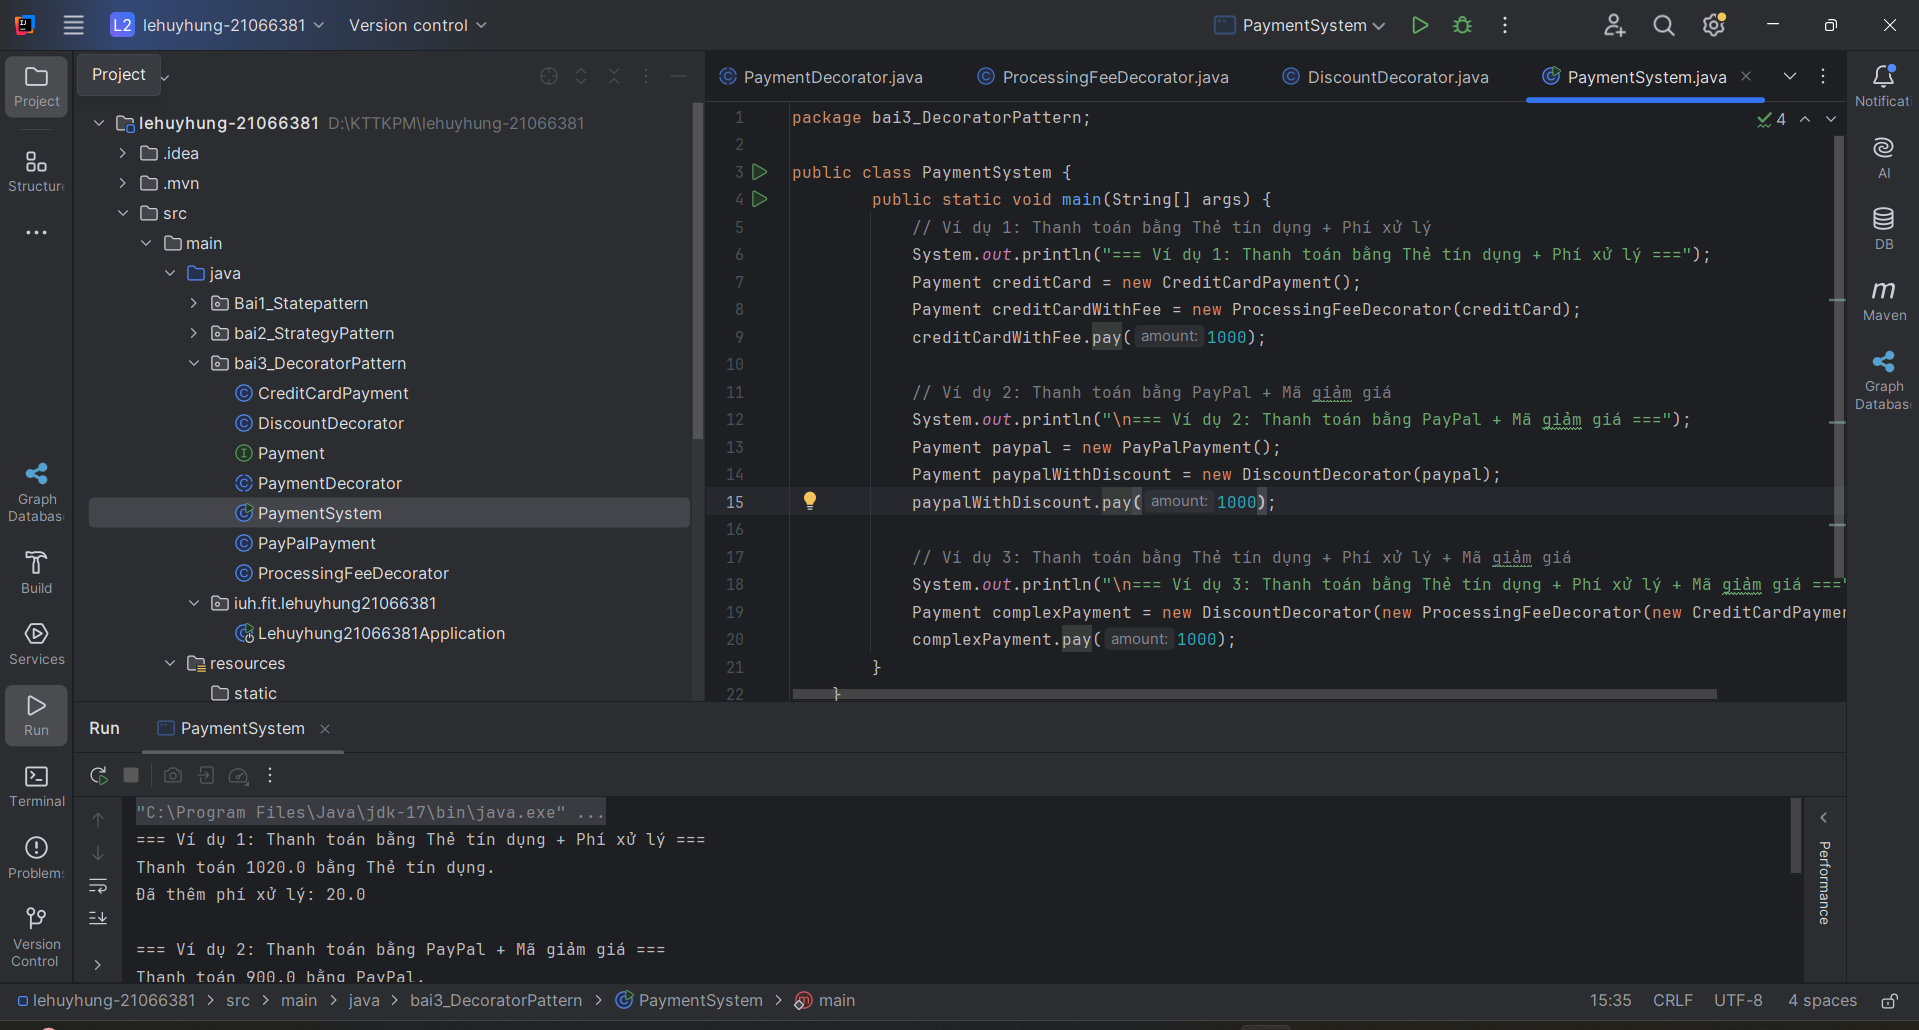 L2 lehuyhung-21066381 Version control PaymentSystem
Project
PaymentDecorator.java ProcessingFeeDecorator.java DiscountDecorator.java PaymentSystem.java
Project
Structure
Graph
Databas
Build
Services
Run
Terminal
Problem
Version
Control
lehuyhung-21066381 D:\KTTKPM\lehuyhung-21066381
.idea
.mvn
src
main
java
Bai1_Statepattern
bai2_StrategyPattern
bai3_DecoratorPattern
CreditCardPayment
DiscountDecorator
Payment
PaymentDecorator
PaymentSystem
PayPalPayment
ProcessingFeeDecorator
iuh.fit.lehuyhung21066381
Lehuyhung21066381Application
resources
static
4
1 package bai3_DecoratorPattern;
2
3 public class PaymentSystem {
4 public static void main(String[] args) {
5 // Ví dụ 1: Thanh toán bằng Thẻ tín dụng + Phí xử lý
6 System.out.println("=== Ví dụ 1: Thanh toán bằng Thẻ tín dụng + Phí xử lý ===");
7 Payment creditCard = new CreditCardPayment();
8 Payment creditCardWithFee = new ProcessingFeeDecorator(creditCard);
9 creditCardWithFee.pay( amount: 1000);
10
11 // Ví dụ 2: Thanh toán bằng PayPal + Mã giảm giá
12 System.out.println("\n=== Ví dụ 2: Thanh toán bằng PayPal + Mã giảm giá ===");
13 Payment paypal = new PayPalPayment();
14 Payment paypalWithDiscount = new DiscountDecorator(paypal);
15 paypalWithDiscount.pay( amount: 1000);
16
17 // Ví dụ 3: Thanh toán bằng Thẻ tín dụng + Phí xử lý + Mã giảm giá
18 System.out.println("\n=== Ví dụ 3: Thanh toán bằng Thẻ tín dụng + Phí xử lý + Mã giảm giá ==="
19 Payment complexPayment = new DiscountDecorator(new ProcessingFeeDecorator(new CreditCardPaymen
20 complexPayment.pay( amount: 1000);
21 }
22 }
Notificat
AI
DB
Maven
Graph
Databas
Run PaymentSystem
"C:\Program Files\Java\jdk-17\bin\java.exe" ...
=== Ví dụ 1: Thanh toán bằng Thẻ tín dụng + Phí xử lý ===
Thanh toán 1020.0 bằng Thẻ tín dụng.
Đã thêm phí xử lý: 20.0
=== Ví dụ 2: Thanh toán bằng PayPal + Mã giảm giá ===
Thanh toán 900.0 bằng PayPal.
Performance
lehuyhung-21066381 > src > main > java > bai3_DecoratorPattern > PaymentSystem > main 15:35 CRLF UTF-8 4 spaces